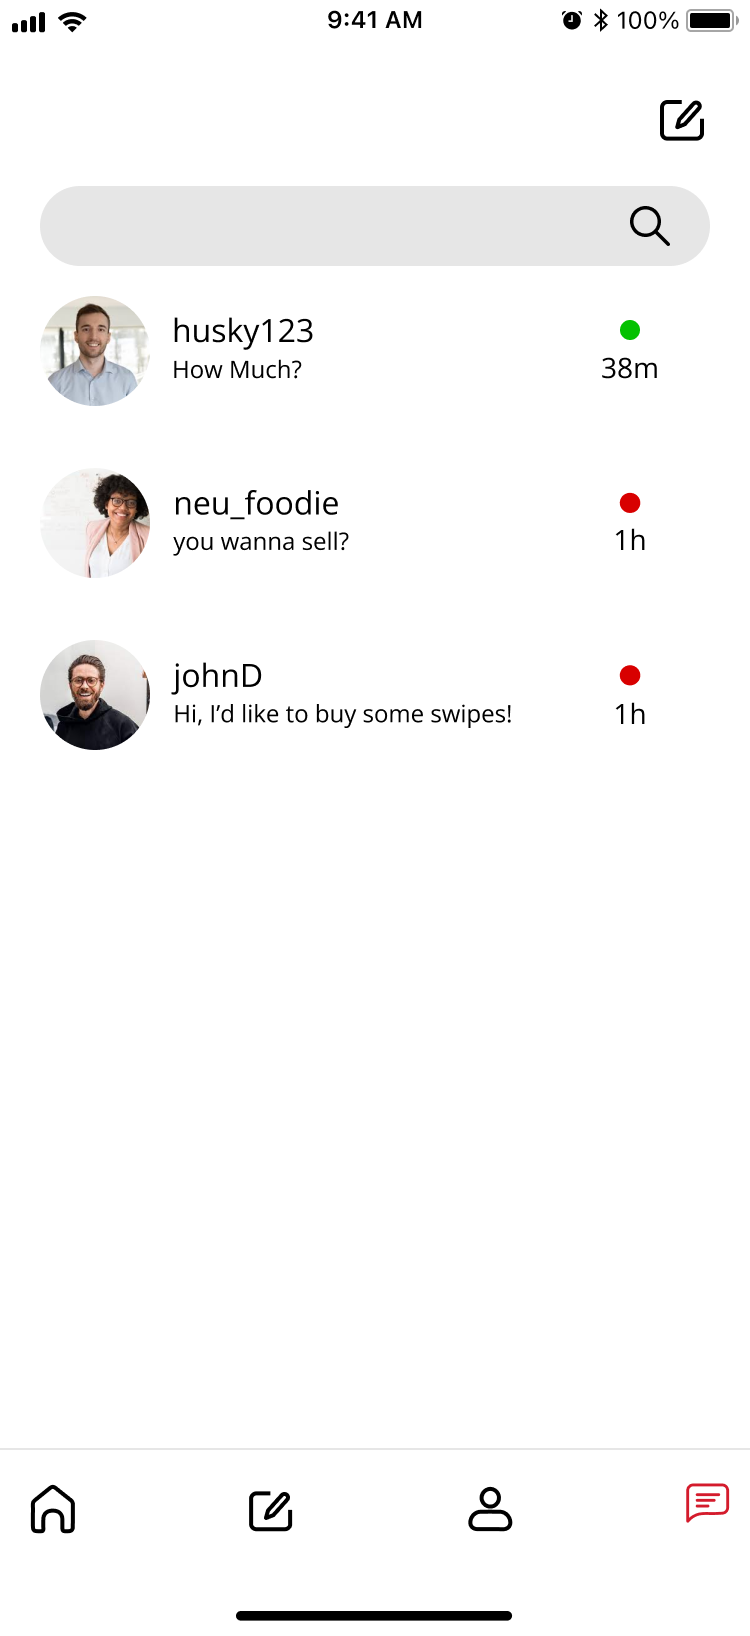 9:41 AM
100%
husky123
How Much?
38m
neu_foodie
you wanna sell?
1h
johnD
Hi, I’d like to buy some swipes!
1h